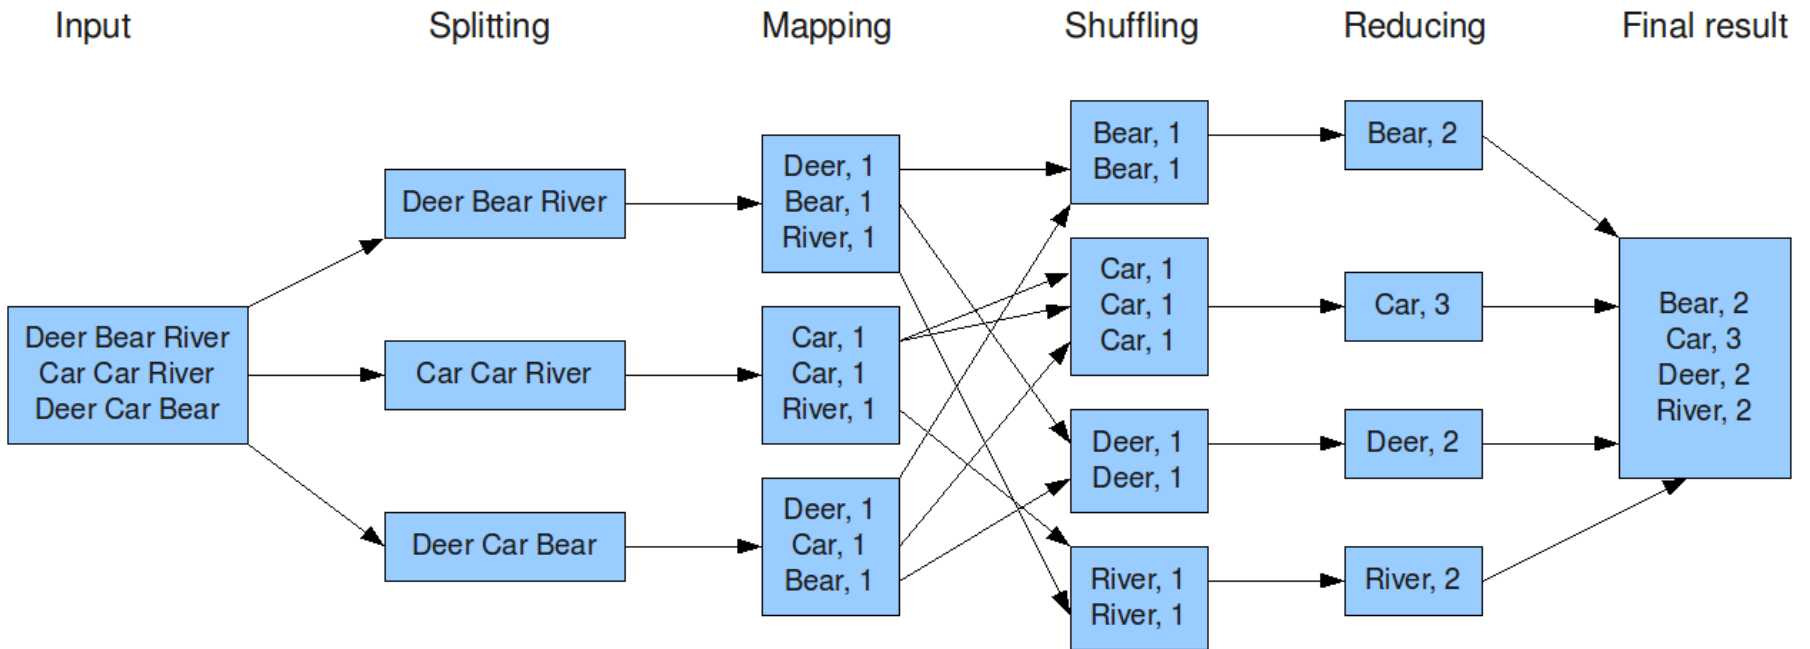 Input
Splitting
Mapping
Shuffling
Reducing
Final result
Deer Bear River
Car Car River
Deer Car Bear
Deer Bear River
Car Car River
Deer Car Bear
Deer, 1
Bear, 1
River, 1
Car, 1
Car, 1
River, 1
Deer, 1
Car, 1
Bear, 1
Bear, 1
Bear, 1
Car, 1
Car, 1
Car, 1
Deer, 1
Deer, 1
River, 1
River, 1
Bear, 2
Car, 3
Deer, 2
River, 2
Bear, 2
Car, 3
Deer, 2
River, 2